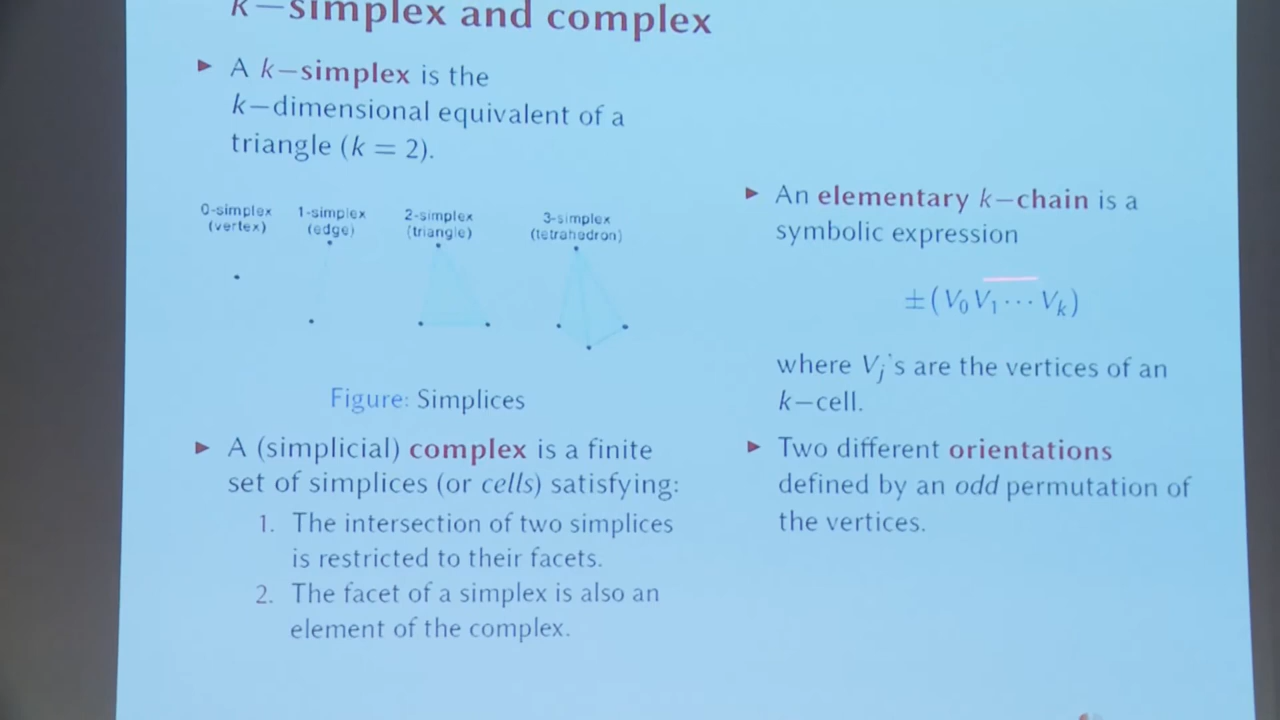 k—simplex and complex
▶ A k—simplex is the
k—dimensional equivalent of a
triangle (k = 2).
0-simplex 1-simplex 2-simplex 3-simplex
(vertex) (edge) (triangle) (tetrahedron)
Figure: Simplices
▶ A (simplicial) complex is a finite
set of simplices (or cells) satisfying:
1. The intersection of two simplices
is restricted to their facets.
2. The facet of a simplex is also an
element of the complex.
▶ An elementary k—chain is a
symbolic expression
±(V₀V₁⋯Vₖ)
where Vⱼ's are the vertices of an
k—cell.
▶ Two different orientations
defined by an odd permutation of
the vertices.